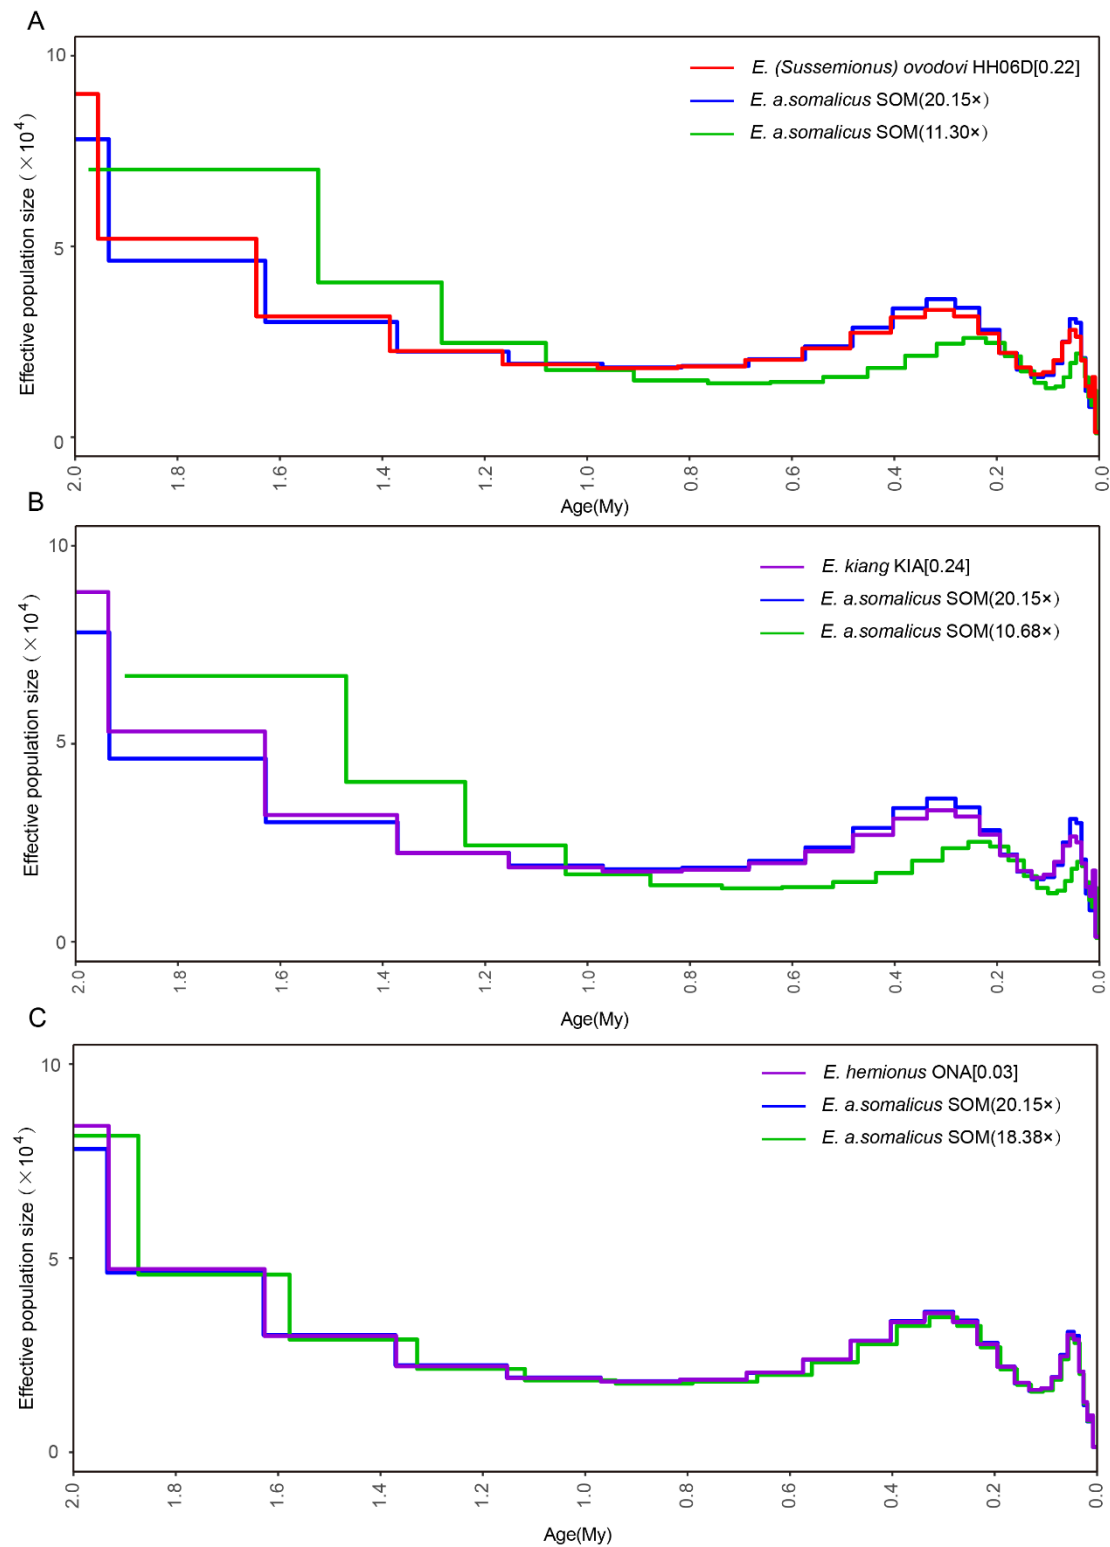 A
10
5
0
Effective population size (×10⁴)
E. (Sussemionus) ovodovi HH06D[0.22]
E. a.somalicus SOM(20.15×)
E. a.somalicus SOM(11.30×)
2.0 1.8 1.6 1.4 1.2 1.0 0.8 0.6 0.4 0.2 0.0
Age(My)
B
10
5
0
Effective population size (×10⁴)
E. kiang KIA[0.24]
E. a.somalicus SOM(20.15×)
E. a.somalicus SOM(10.68×)
2.0 1.8 1.6 1.4 1.2 1.0 0.8 0.6 0.4 0.2 0.0
Age(My)
C
10
5
0
Effective population size (×10⁴)
E. hemionus ONA[0.03]
E. a.somalicus SOM(20.15×)
E. a.somalicus SOM(18.38×)
2.0 1.8 1.6 1.4 1.2 1.0 0.8 0.6 0.4 0.2 0.0
Age(My)